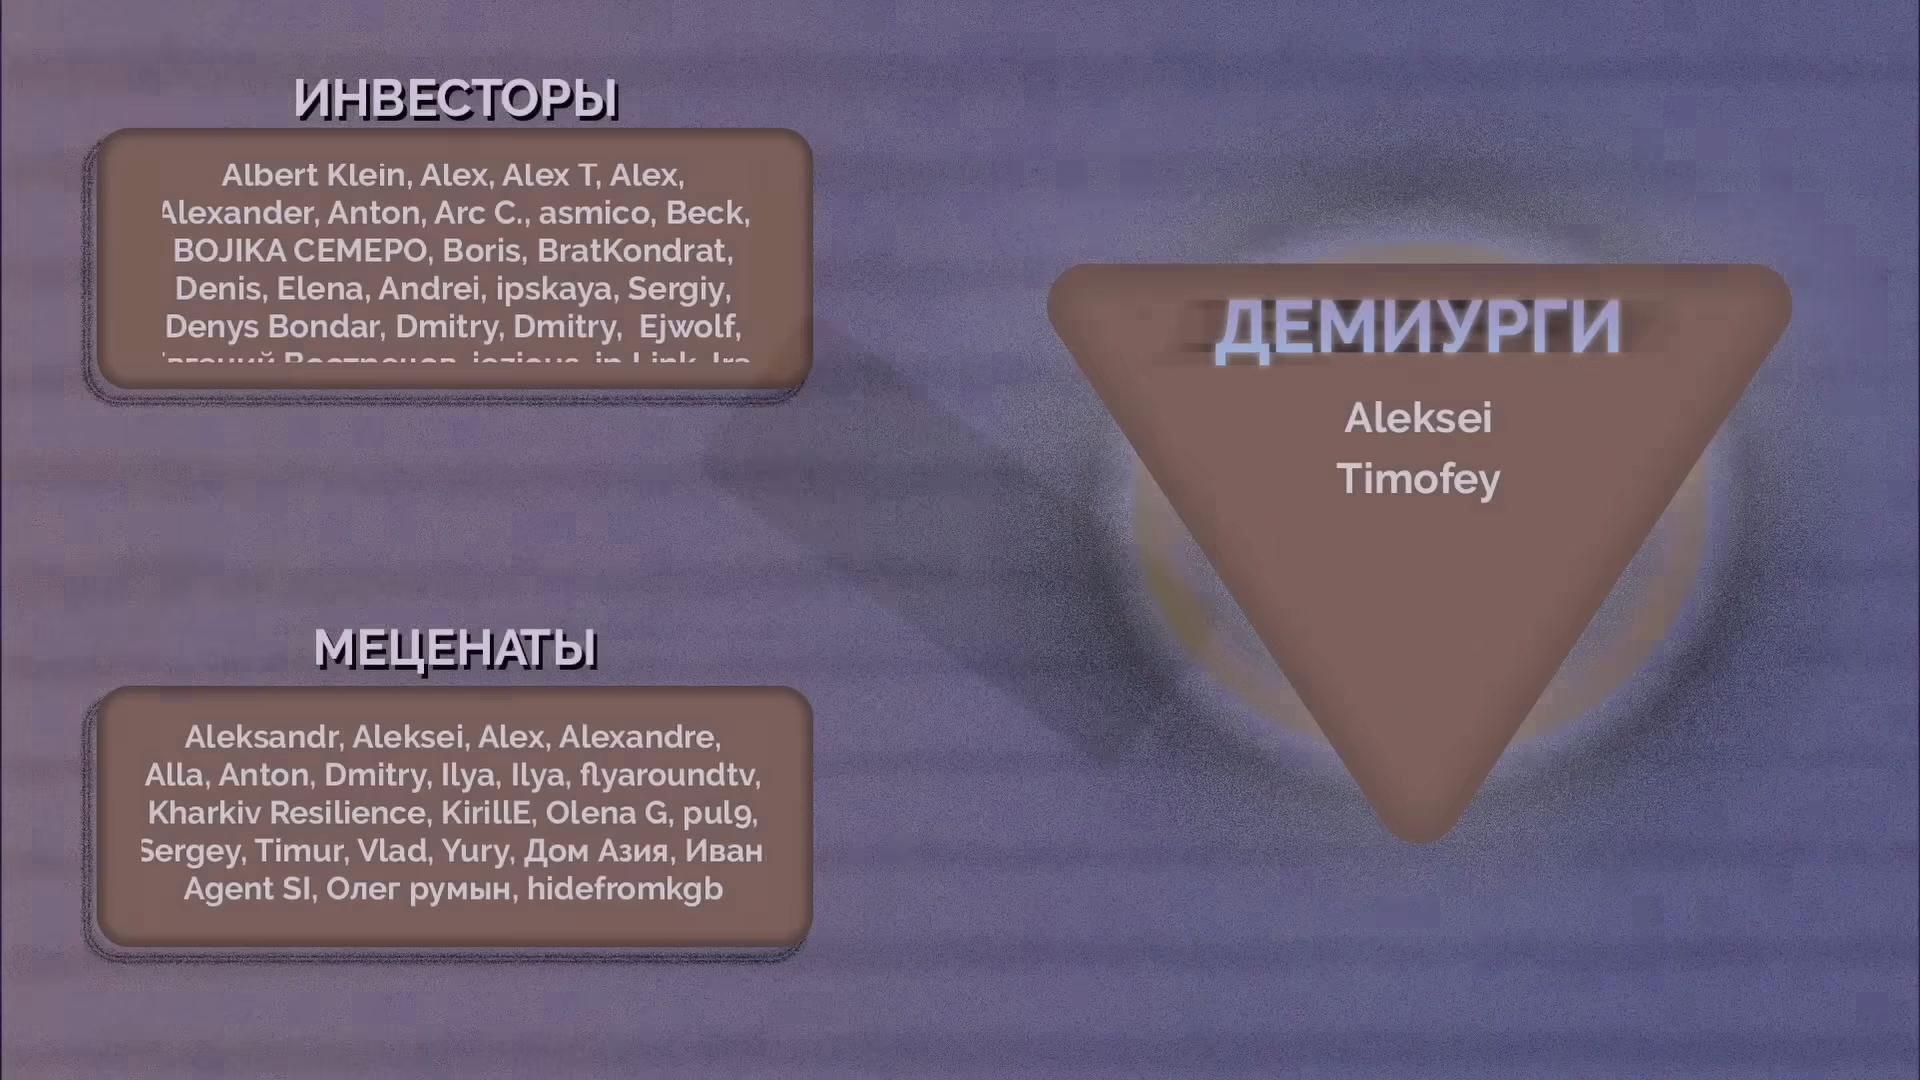 ИНВЕСТОРЫ
Albert Klein, Alex, Alex T, Alex,
Alexander, Anton, Arc C., asmico, Beck,
BOJIKA CEMEPO, Boris, BratKondrat,
Denis, Elena, Andrei, ipskaya, Sergiy,
Denys Bondar, Dmitry, Dmitry, Ejwolf,
МЕЦЕНАТЫ
Aleksandr, Aleksei, Alex, Alexandre,
Alla, Anton, Dmitry, Ilya, Ilya, flyaroundtv,
Kharkiv Resilience, KirillE, Olena G, pul9,
Sergey, Timur, Vlad, Yury, Дом Азия, Иван
Agent SI, Олег румын, hidefromkgb
ДЕМИУРГИ
Aleksei
Timofey